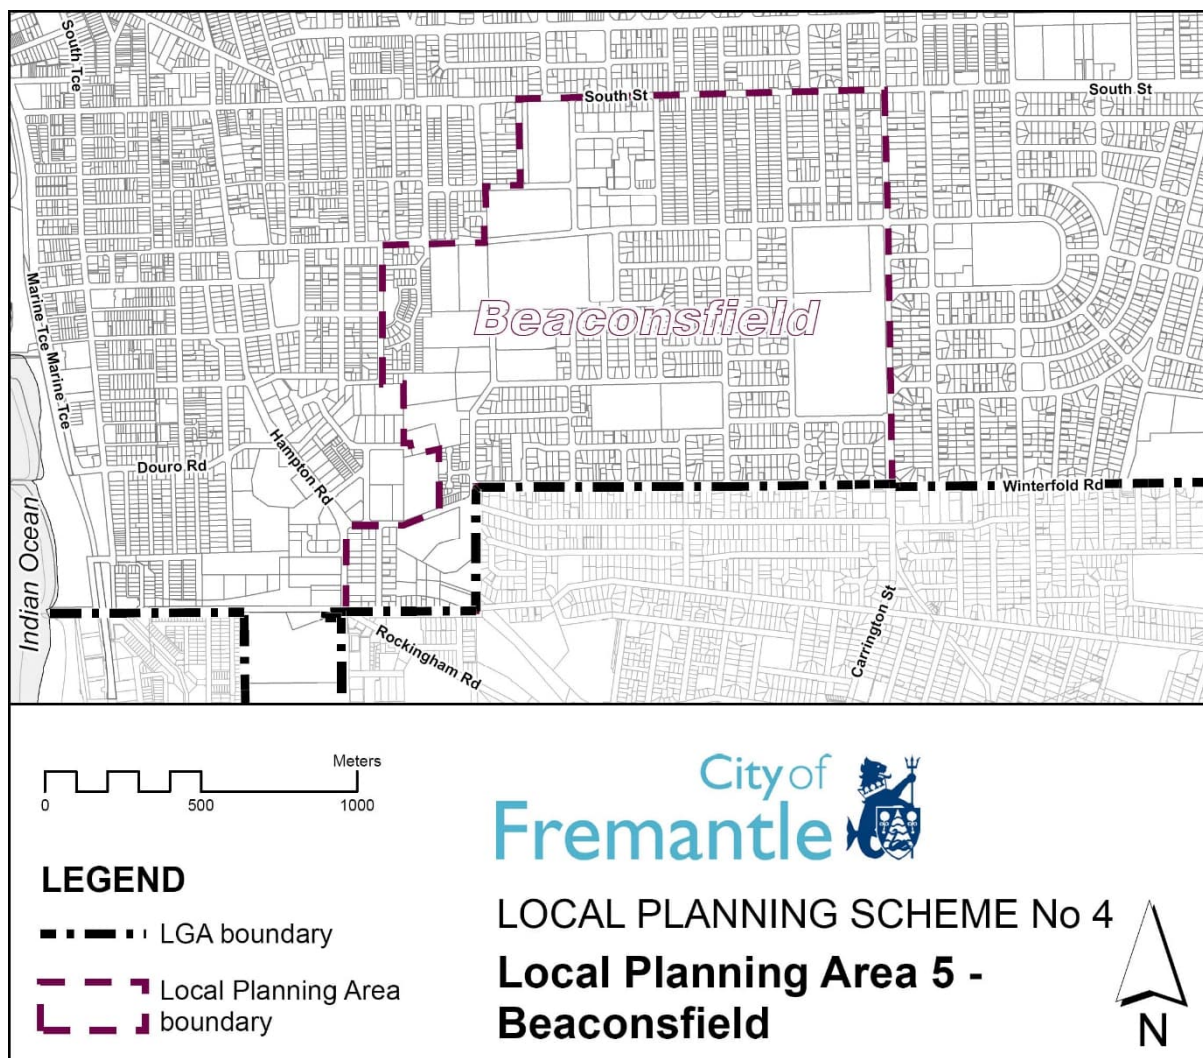 South Tce
South St
South St
Beaconsfield
Marine Tce
Marine Tce
Hampton Rd
Douro Rd
Winterfold Rd
Indian Ocean
Rockingham Rd
Carrington St
Meters
0 500 1000
City of
Fremantle
LEGEND
LGA boundary
Local Planning Area
boundary
LOCAL PLANNING SCHEME No 4
Local Planning Area 5 -
Beaconsfield
N